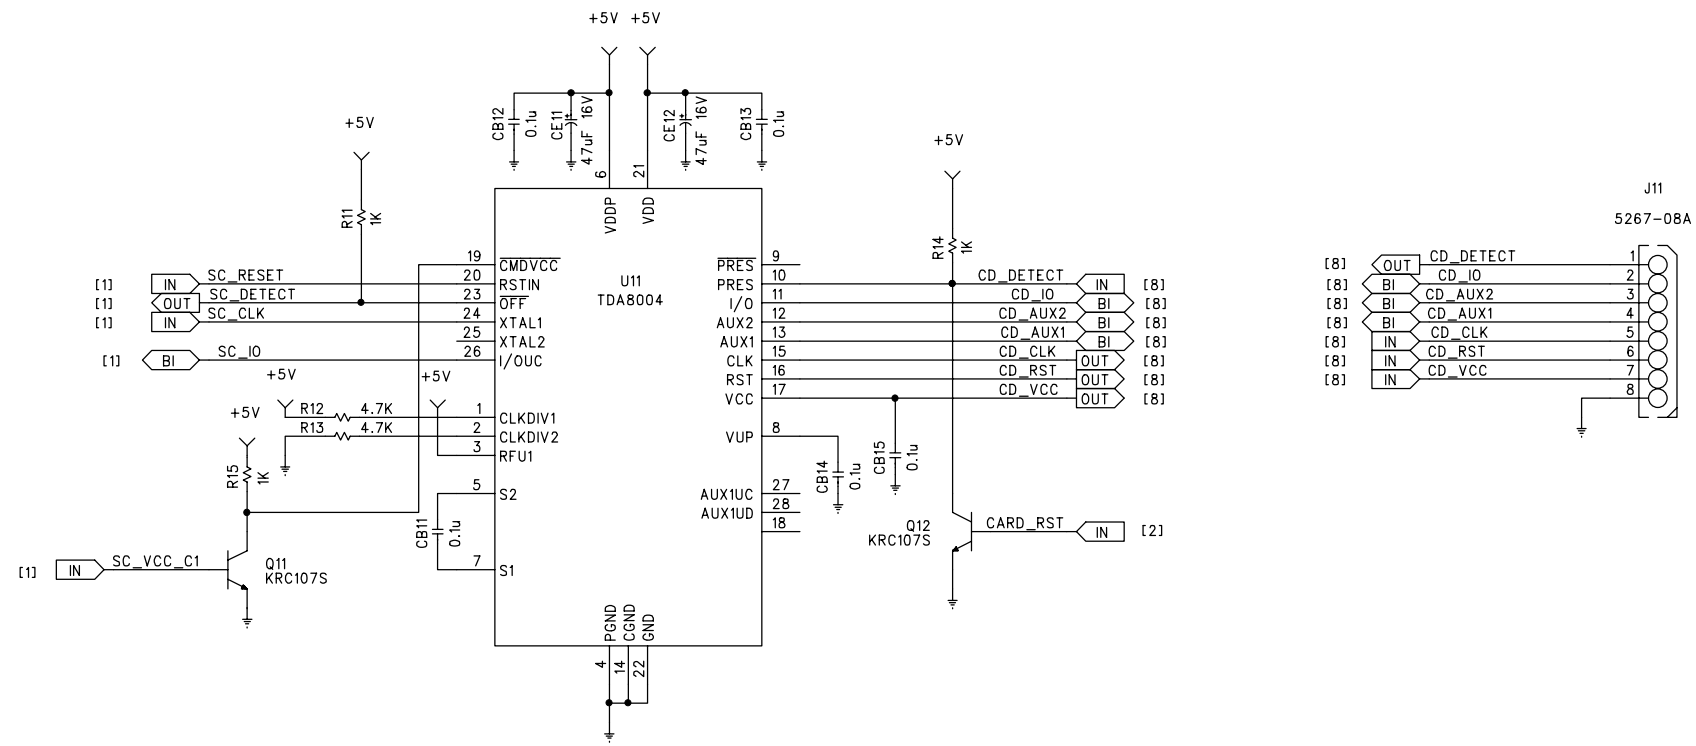 +5V +5V
CB12 0.1u CE11 47uF 16V CE12 47uF 16V CB13 0.1u
+5V
+5V
R11 1K
6 21
VDDP VDD
J11
5267-08A
R14 1K
U11
TDA8004
19 CMDVCC
[1] IN SC_RESET 20 RSTIN
[1] OUT SC_DETECT 23 OFF
[1] IN SC_CLK 24 XTAL1
25 XTAL2
[1] BI SC_IO 26 I/OUC
+5V +5V
R12 4.7K 1 CLKDIV1
R13 4.7K 2 CLKDIV2
3 RFU1
5 S2
CB11 0.1u
7 S1
+5V
R15 1K
[1] IN SC_VCC_C1
Q11
KRC107S
PRES 9
PRES 10 CD_DETECT IN [8]
I/O 11 CD_IO BI [8]
AUX2 12 CD_AUX2 BI [8]
AUX1 13 CD_AUX1 BI [8]
CLK 15 CD_CLK OUT [8]
RST 16 CD_RST OUT [8]
VCC 17 CD_VCC OUT [8]
VUP 8
CB14 0.1u
CB15 0.1u
AUX1UC 27
AUX1UD 28
18
Q12
KRC107S
CARD_RST IN [2]
PGND CGND GND
4 14 22
[8] OUT CD_DETECT 1
[8] BI CD_IO 2
[8] BI CD_AUX2 3
[8] BI CD_AUX1 4
[8] IN CD_CLK 5
[8] IN CD_RST 6
[8] IN CD_VCC 7
8